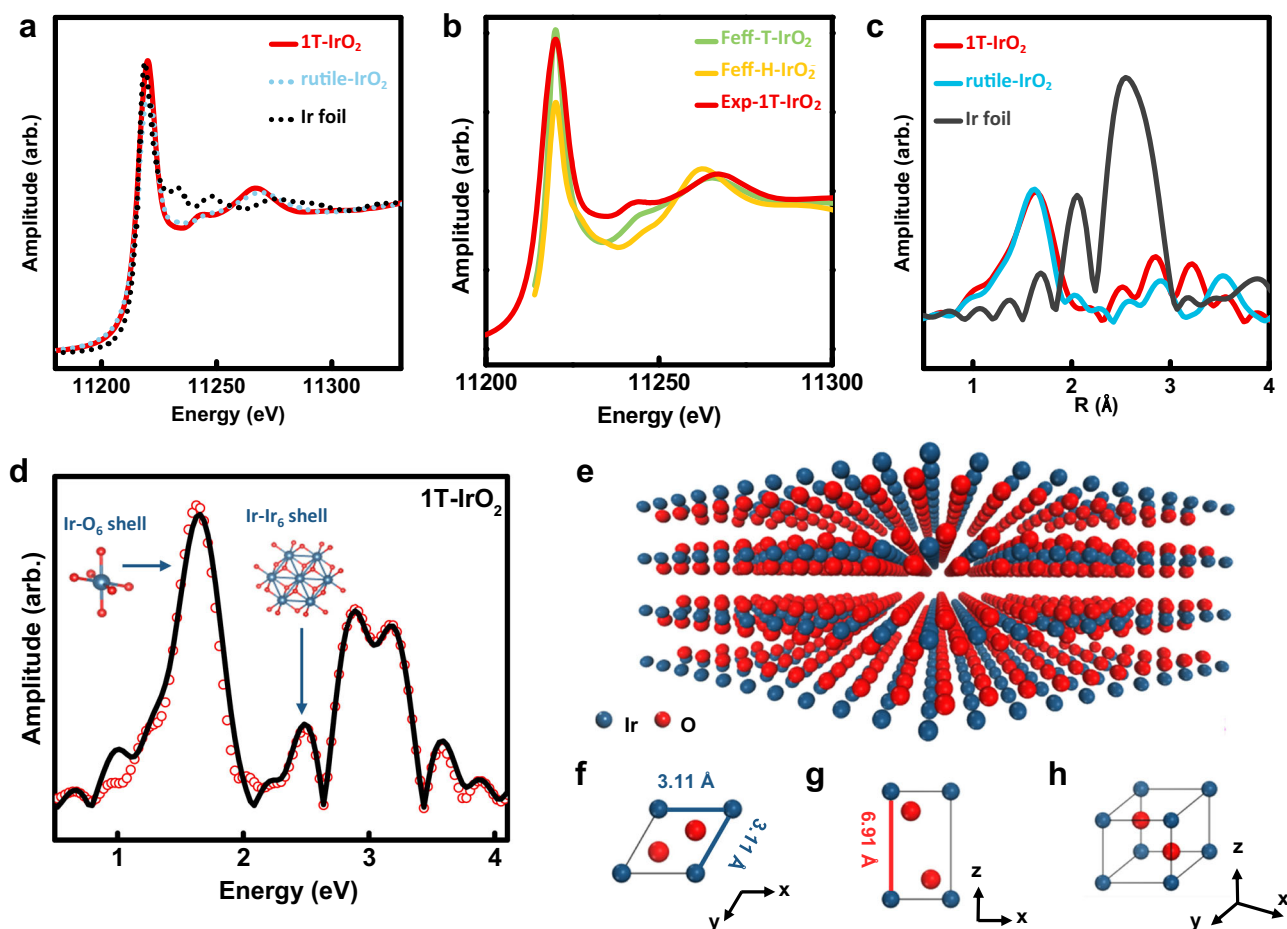 a
1T-IrO₂
rutile-IrO₂
Ir foil
Amplitude (arb.)
11200
11250
11300
Energy (eV)
b
Feff-T-IrO₂
Feff-H-IrO₂
Exp-1T-IrO₂
Amplitude (arb.)
11200
11250
11300
Energy (eV)
c
1T-IrO₂
rutile-IrO₂
Ir foil
Amplitude (arb.)
1
2
3
4
R (Å)
d
1T-IrO₂
Ir-O₆ shell
Ir-Ir₆ shell
Amplitude (arb.)
1
2
3
4
Energy (eV)
e
Ir
O
f
3.11 Å
3.11 Å
x
y
g
6.91 Å
z
x
h
z
y
x